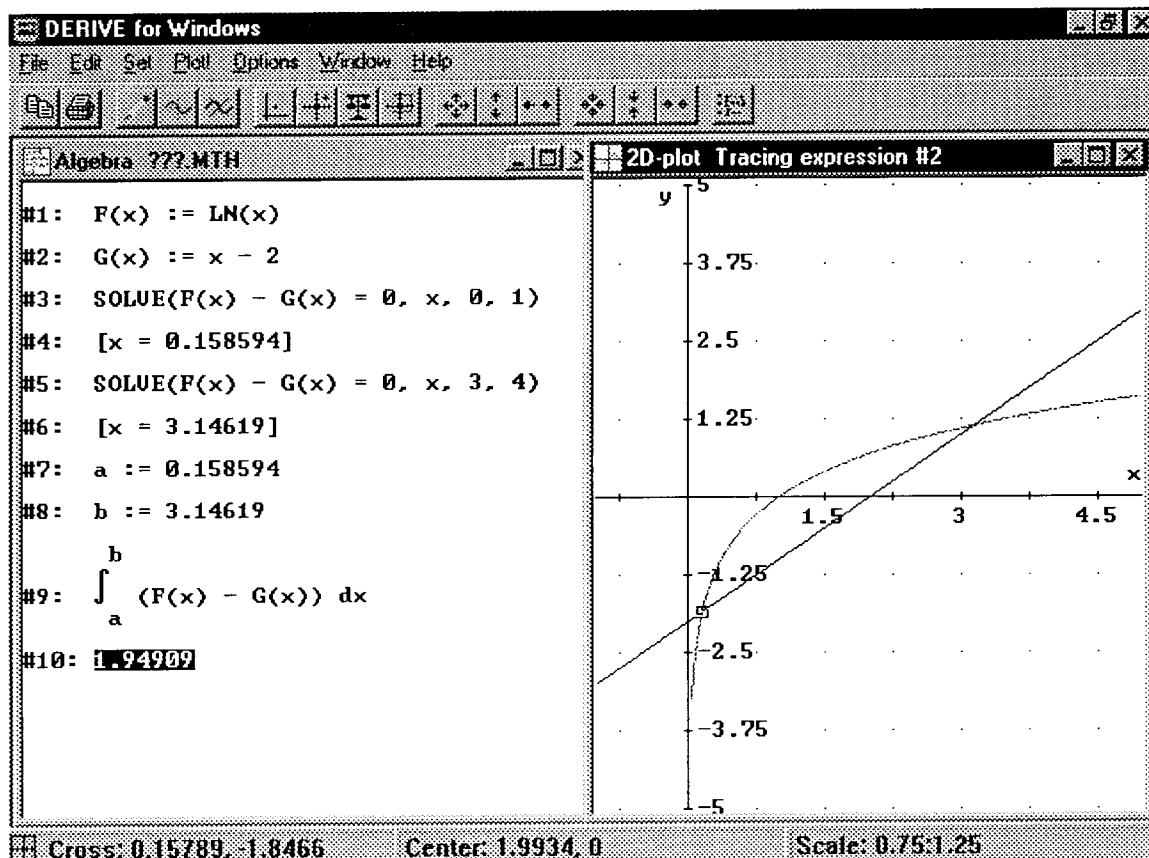 DERIVE for Windows
File Edit Set Plot! Options Window Help
Algebra ???.MTH
#1: F(x) := LN(x)
#2: G(x) := x - 2
#3: SOLVE(F(x) - G(x) = 0, x, 0, 1)
#4: [x = 0.158594]
#5: SOLVE(F(x) - G(x) = 0, x, 3, 4)
#6: [x = 3.14619]
#7: a := 0.158594
#8: b := 3.14619
b
#9: ∫ (F(x) - G(x)) dx
a
#10: 1.94909
2D-plot Tracing expression #2
y 5
3.75
2.5
1.25
x
1.5 3 4.5
-1.25
-2.5
-3.75
-5
Cross: 0.15789, -1.8466 Center: 1.9934, 0 Scale: 0.75:1.25